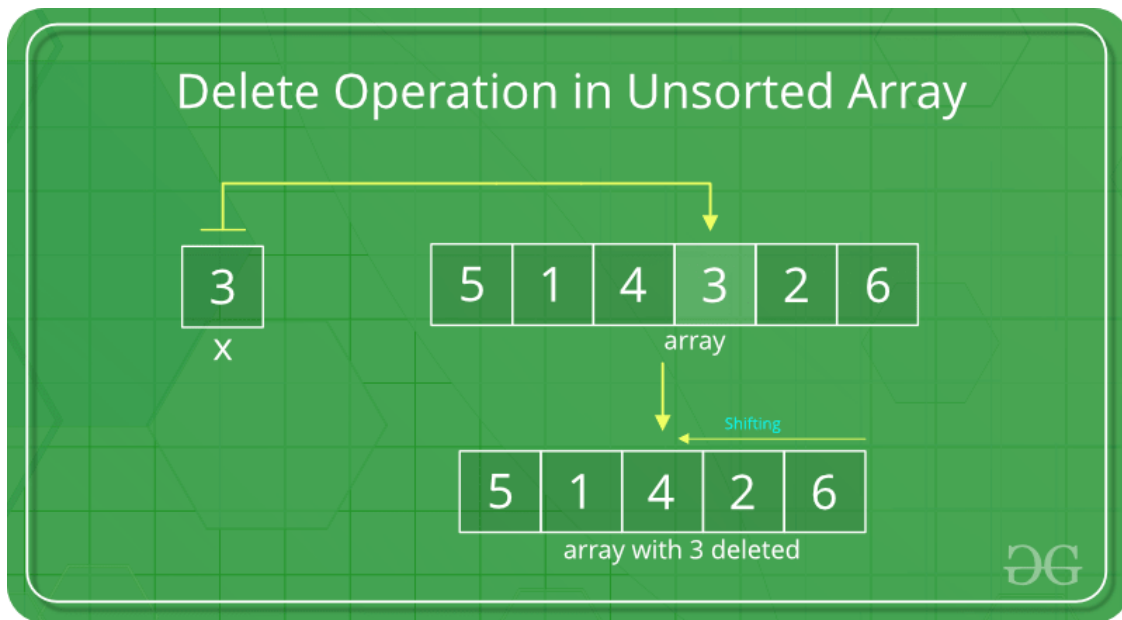 Delete Operation in Unsorted Array
3
5 1 4 3 2 6
x
array
Shifting
5 1 4 2 6
array with 3 deleted